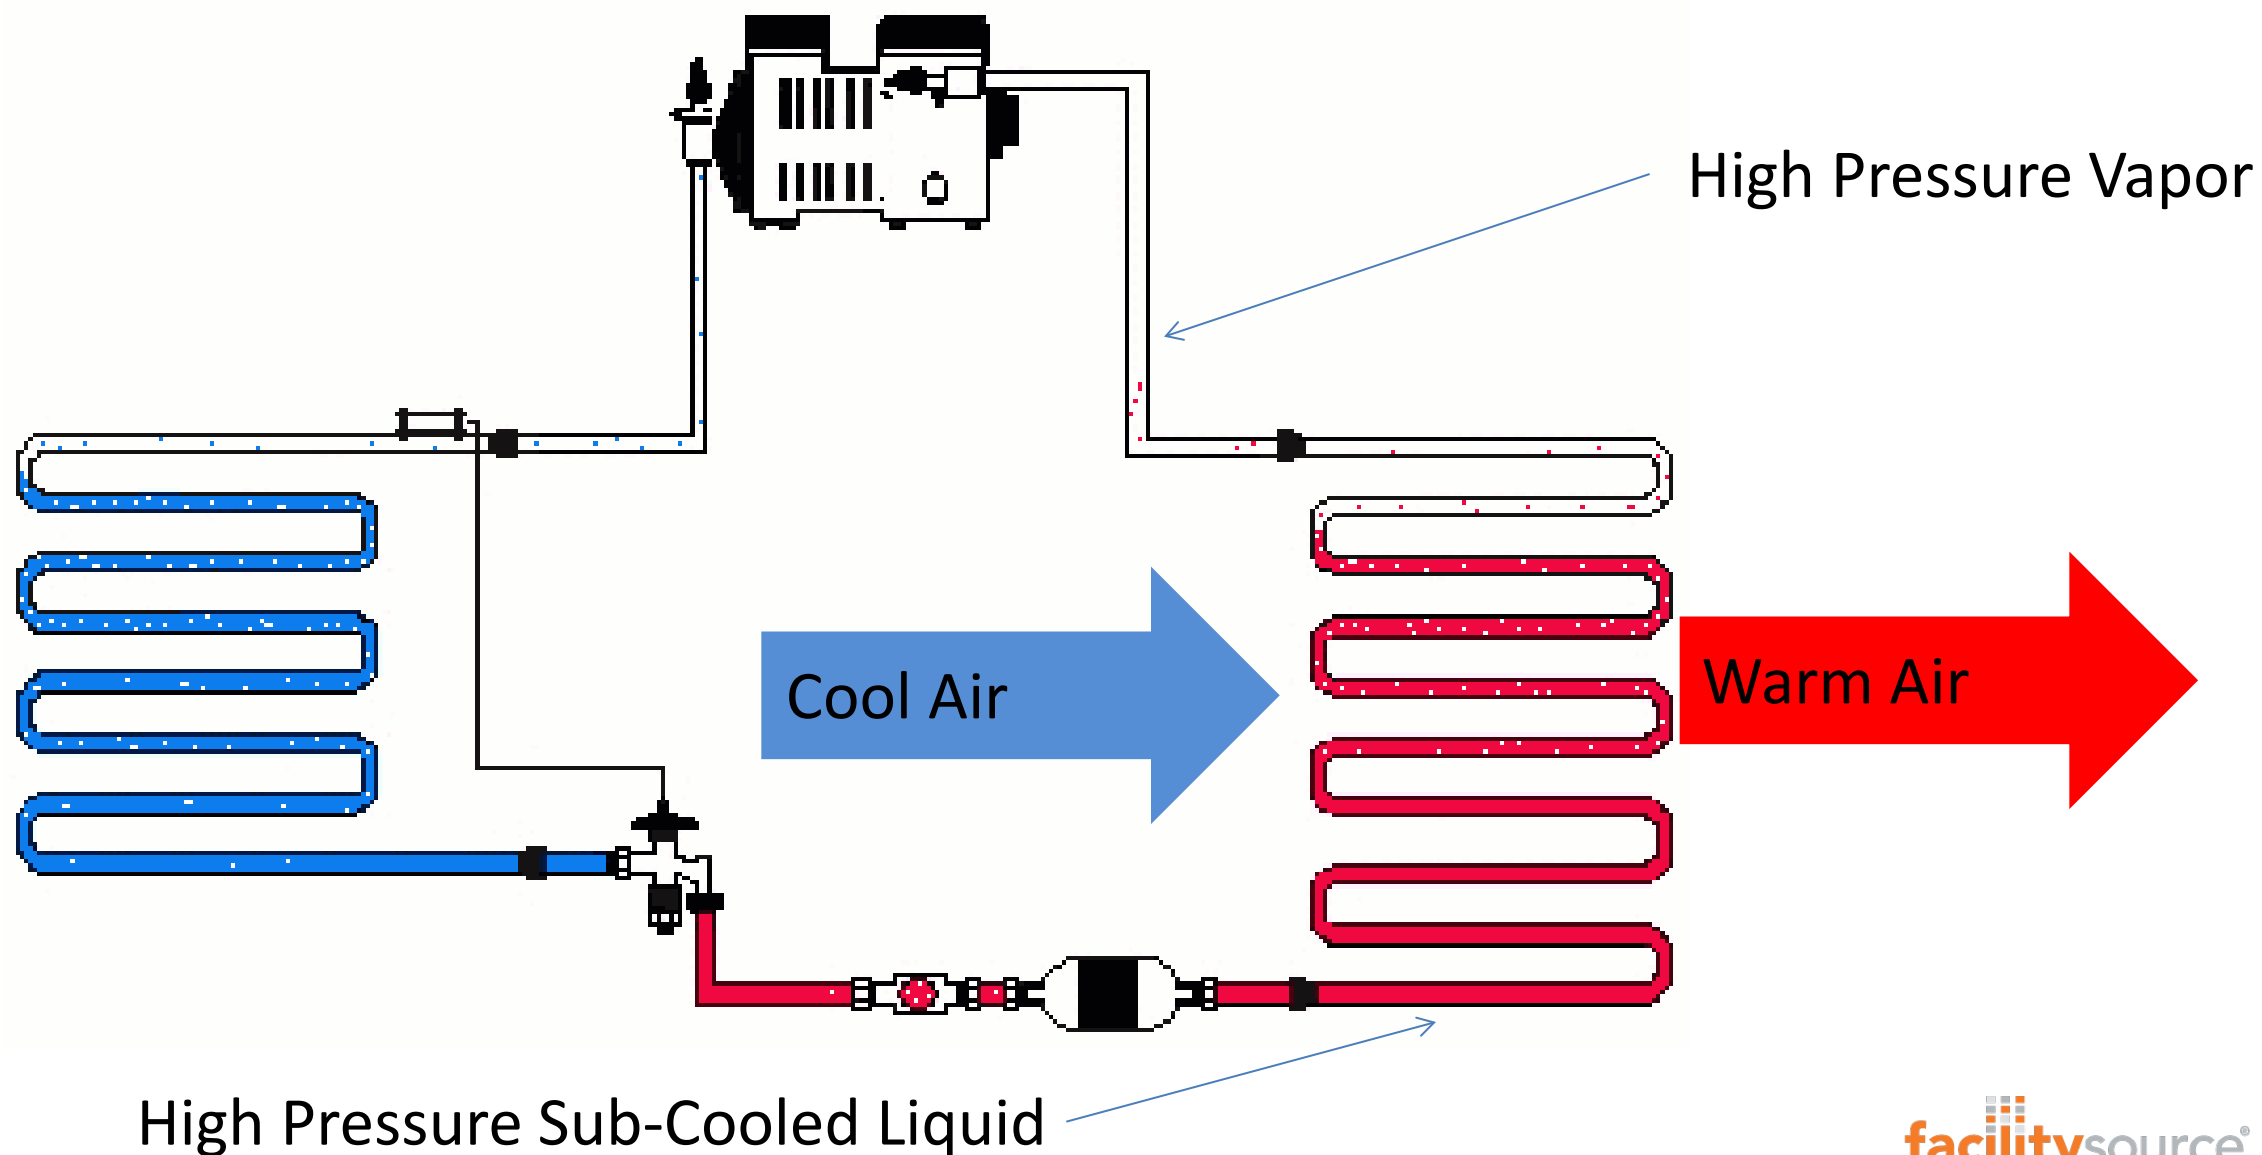 High Pressure Vapor
Cool Air
Warm Air
High Pressure Sub-Cooled Liquid
facilitysource®